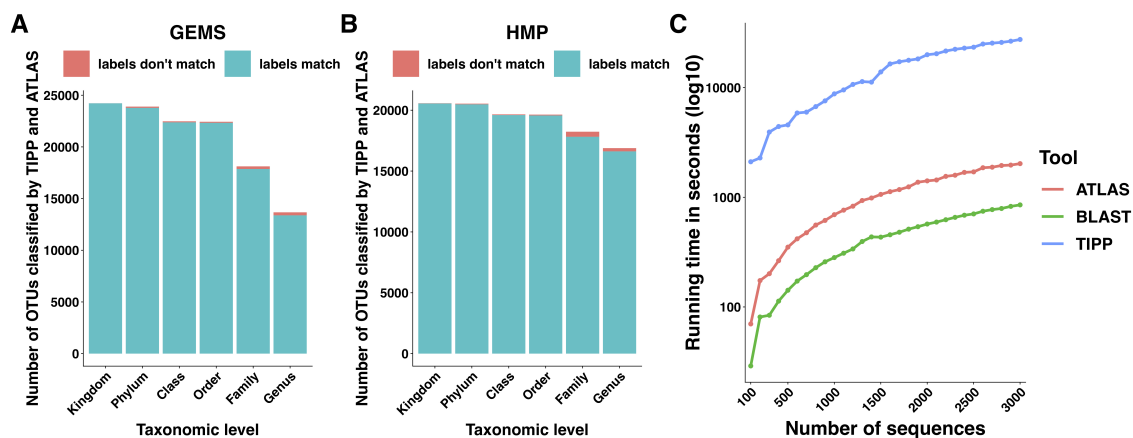 A
GEMS
labels don't match
labels match
Number of OTUs classified by TIPP and ATLAS
25000
20000
15000
10000
5000
0
Kingdom
Phylum
Class
Order
Family
Genus
Taxonomic level
B
HMP
labels don't match
labels match
Number of OTUs classified by TIPP and ATLAS
20000
15000
10000
5000
0
Kingdom
Phylum
Class
Order
Family
Genus
Taxonomic level
C
Running time in seconds (log10)
10000
1000
100
100
500
1000
1500
2000
2500
3000
Number of sequences
Tool
ATLAS
BLAST
TIPP